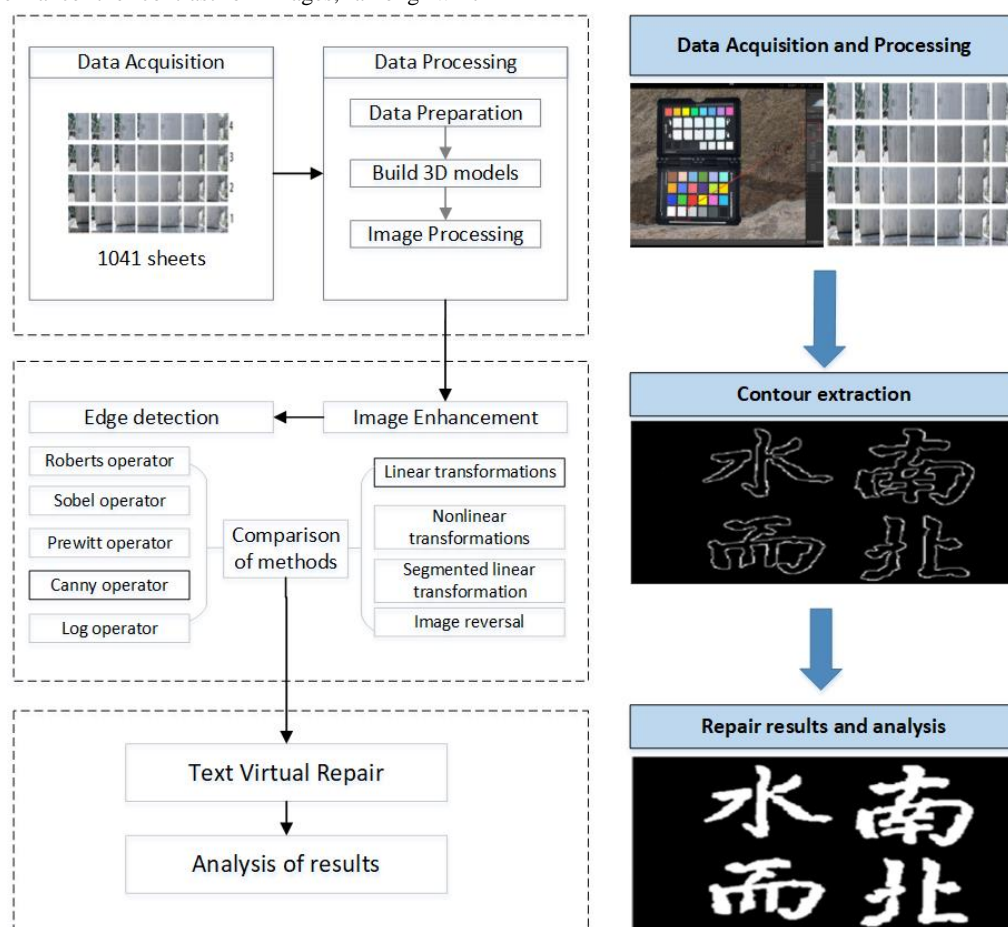 Data Acquisition
1041 sheets
Data Processing
Data Preparation
Build 3D models
Image Processing
Edge detection
Image Enhancement
Roberts operator
Sobel operator
Prewitt operator
Canny operator
Log operator
Comparison
of methods
Linear transformations
Nonlinear
transformations
Segmented linear
transformation
Image reversal
Text Virtual Repair
Analysis of results
Data Acquisition and Processing
Contour extraction
水 南
而 北
Repair results and analysis
水 南
而 北